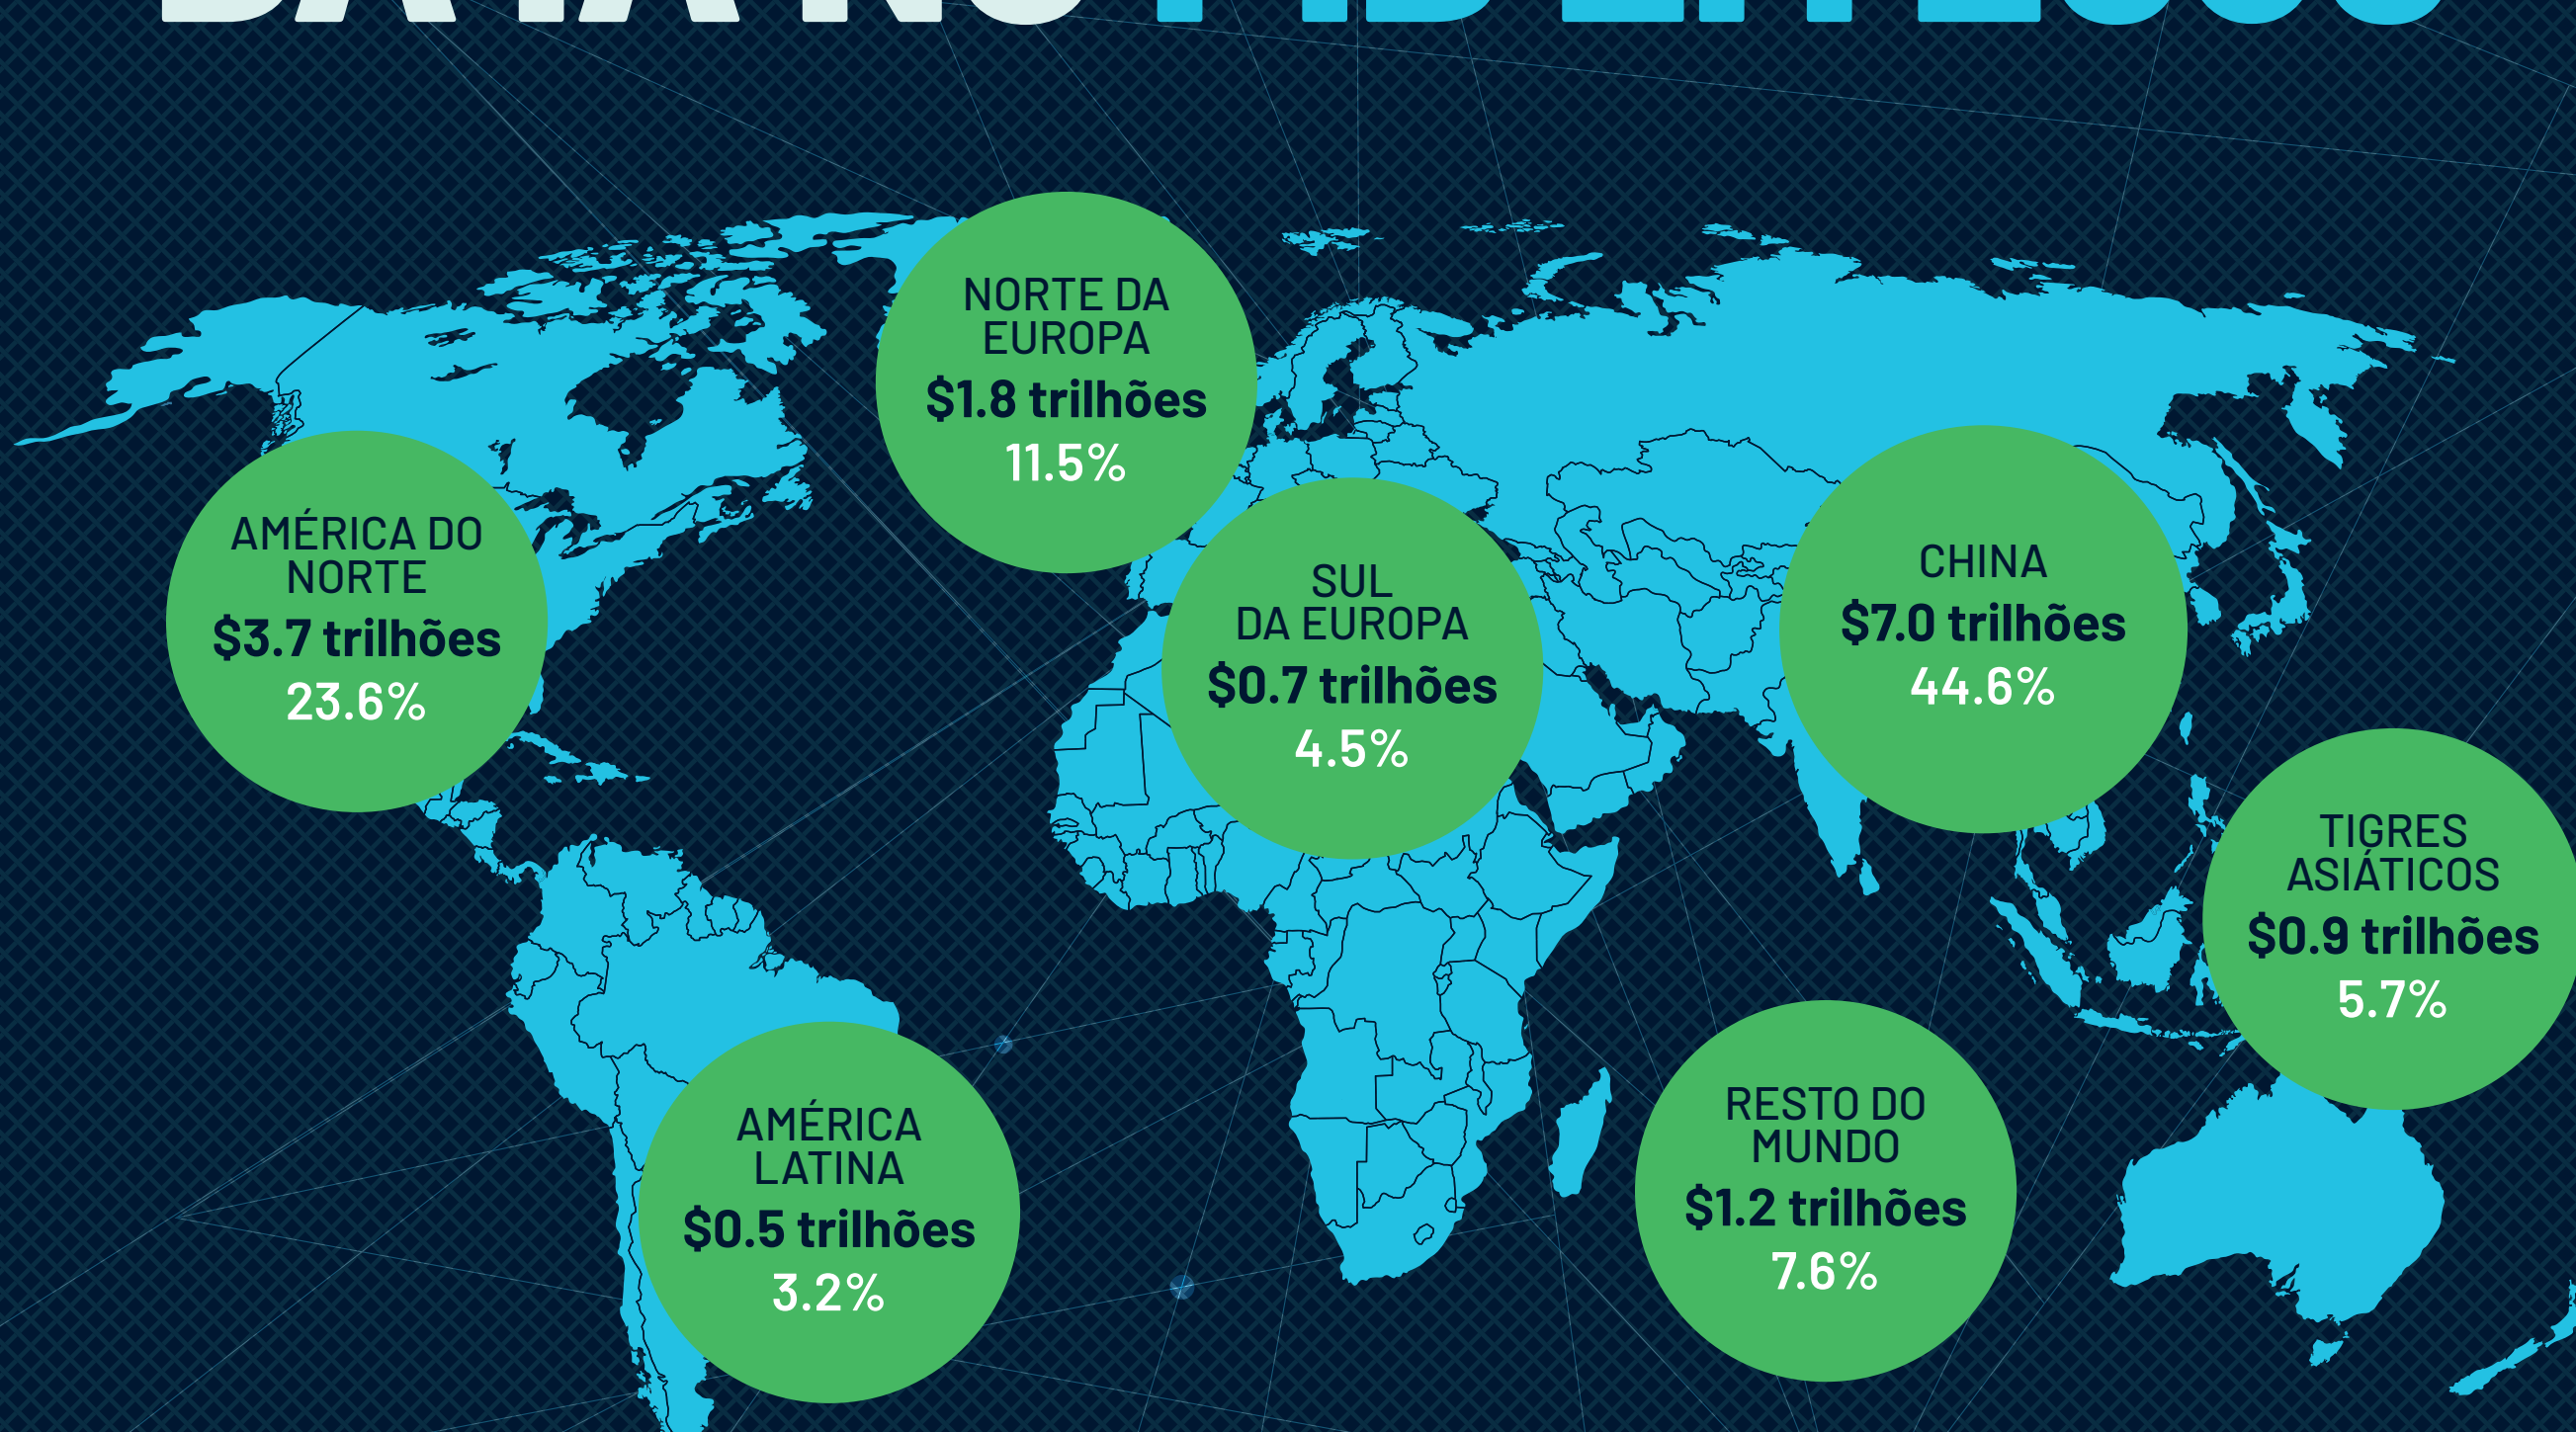 NORTE DA
EUROPA
$1.8 trilhões
11.5%
AMÉRICA DO
NORTE
$3.7 trilhões
23.6%
SUL
DA EUROPA
$0.7 trilhões
4.5%
CHINA
$7.0 trilhões
44.6%
TIGRES
ASIÁTICOS
$0.9 trilhões
5.7%
AMÉRICA
LATINA
$0.5 trilhões
3.2%
RESTO DO
MUNDO
$1.2 trilhões
7.6%